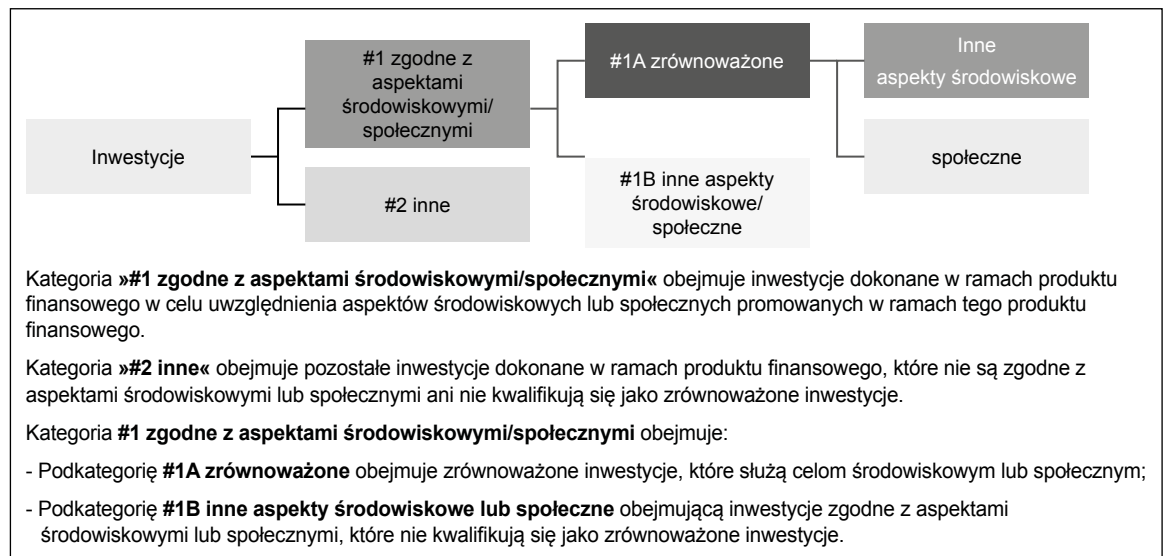 Inwestycje
#1 zgodne z
aspektami
środowiskowymi/
społecznymi
#2 inne
#1A zrównoważone
#1B inne aspekty
środowiskowe/
społeczne
Inne
aspekty środowiskowe
społeczne
Kategoria »#1 zgodne z aspektami środowiskowymi/społecznymi« obejmuje inwestycje dokonane w ramach produktu
finansowego w celu uwzględnienia aspektów środowiskowych lub społecznych promowanych w ramach tego produktu
finansowego.
Kategoria »#2 inne« obejmuje pozostałe inwestycje dokonane w ramach produktu finansowego, które nie są zgodne z
aspektami środowiskowymi lub społecznymi ani nie kwalifikują się jako zrównoważone inwestycje.
Kategoria #1 zgodne z aspektami środowiskowymi/społecznymi obejmuje:
- Podkategorię #1A zrównoważone obejmuje zrównoważone inwestycje, które służą celom środowiskowym lub społecznym;
- Podkategorię #1B inne aspekty środowiskowe lub społeczne obejmującą inwestycje zgodne z aspektami
środowiskowymi lub społecznymi, które nie kwalifikują się jako zrównoważone inwestycje.